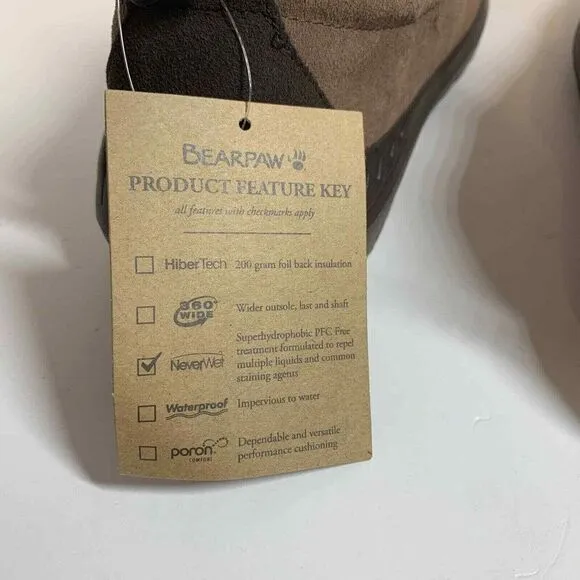 BEARPAW
PRODUCT FEATURE KEY
all features with checkmarks apply
HiberTech 200 gram foil back insulation
360°
WIDE
Wider outsole, last and shaft
NeverWet
Superhydrophobic PFC Free
treatment formulated to repel
multiple liquids and common
staining agents
Waterproof Impervious to water
poron
COMFORT
Dependable and versatile
performance cushioning